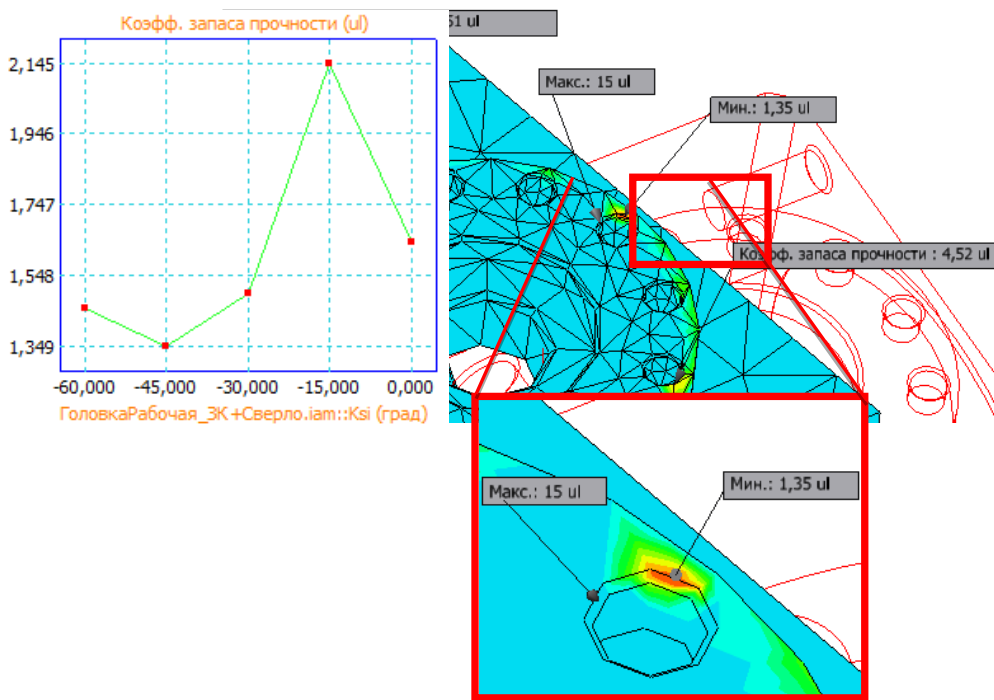 Коэфф. запаса прочности (ul)
2,145
1,946
1,747
1,548
1,349
-60,000 -45,000 -30,000 -15,000 0,000
ГоловкаРабочая_ЗК+Сверло.iam::Ksi (град)
51 ul
Макс.: 15 ul
Мин.: 1,35 ul
Коэфф. запаса прочности : 4,52 ul
Макс.: 15 ul
Мин.: 1,35 ul